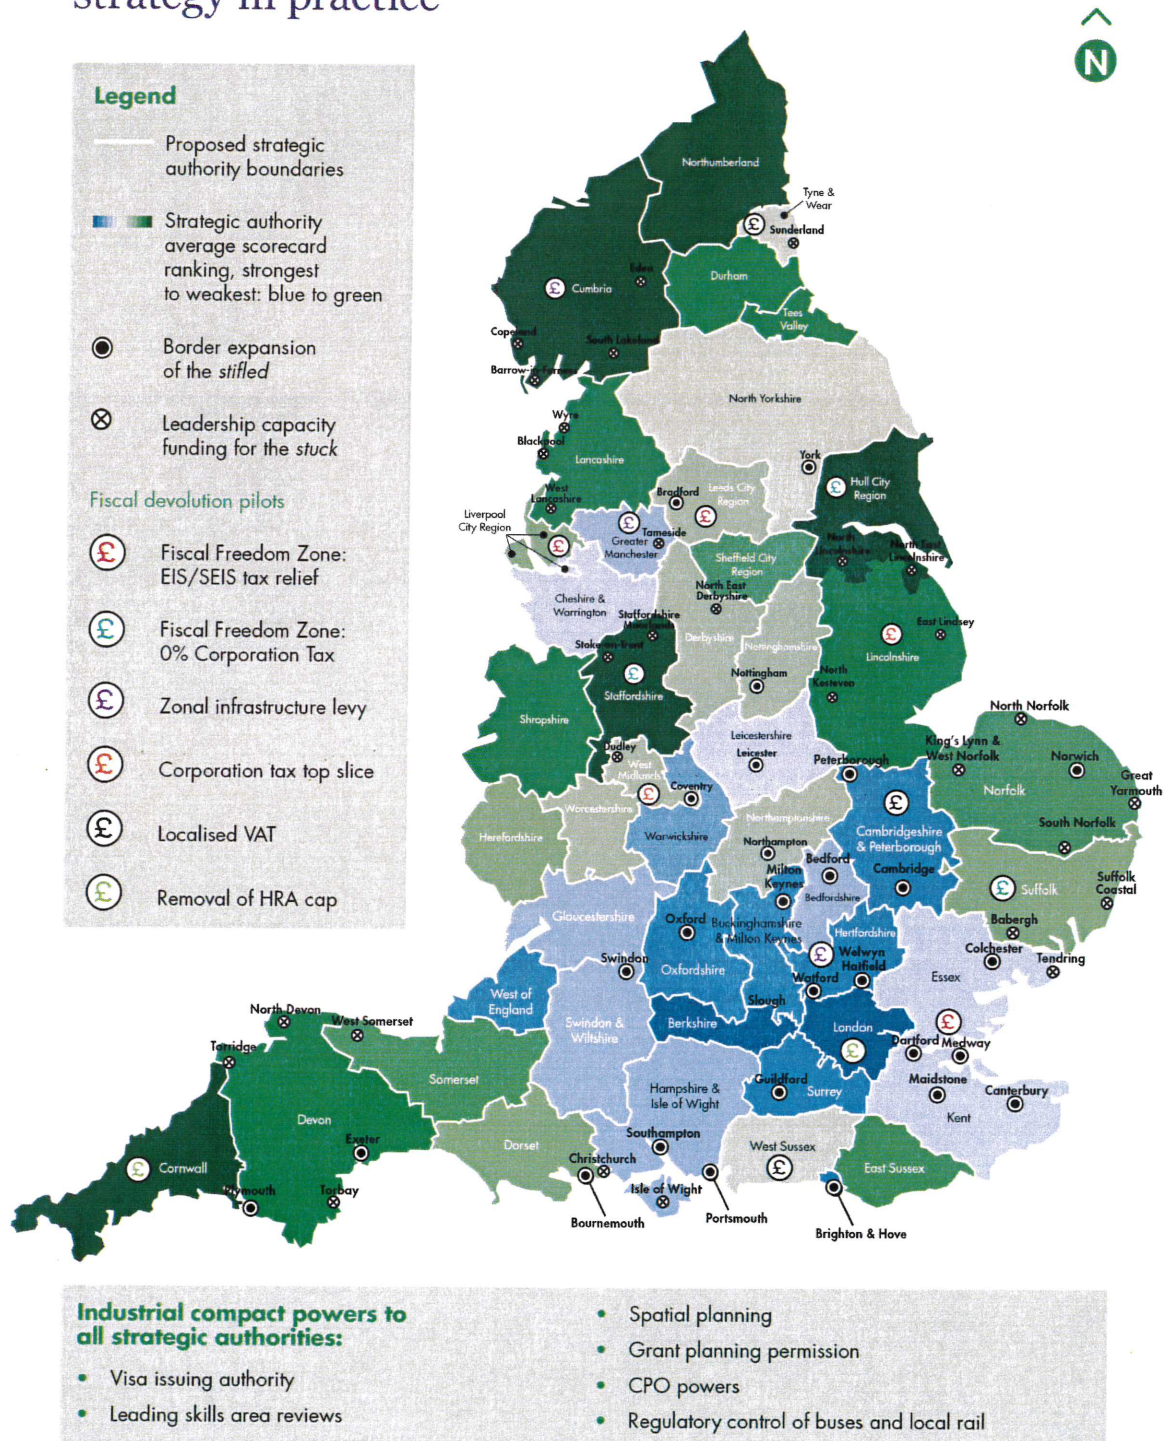 strategy in practice
N
Legend
Proposed strategic
authority boundaries
Strategic authority
average scorecard
ranking, strongest
to weakest: blue to green
Border expansion
of the stifled
Leadership capacity
funding for the stuck
Fiscal devolution pilots
£ Fiscal Freedom Zone:
EIS/SEIS tax relief
£ Fiscal Freedom Zone:
0% Corporation Tax
£ Zonal infrastructure levy
£ Corporation tax top slice
£ Localised VAT
£ Removal of HRA cap
Northumberland
Tyne &
Wear
£
Sunderland
Durham
Eden
£ Cumbria
Tees
Valley
Copeland
South Lakeland
Barrow-in-Furness
North Yorkshire
Wyre
Blackpool
Lancashire
York
West
Lancashire
Bradford
Leeds City
Region
£
£ Hull City
Region
Liverpool
City Region
£
£
Tameside
Greater
Manchester
Sheffield City
Region
North
Lincolnshire
North East
Lincolnshire
North East
Derbyshire
Cheshire &
Warrington
Staffordshire
Moorlands
Stoke-on-Trent
Derbyshire
Nottinghamshire
£
East Lindsey
Lincolnshire
£
Staffordshire
Nottingham
North
Kesteven
Shropshire
Leicestershire
Leicester
North Norfolk
King's Lynn &
West Norfolk
Norwich
Great
Yarmouth
Norfolk
South Norfolk
Dudley
West
Midlands
£
Coventry
Peterborough
£
Cambridgeshire
& Peterborough
Worcestershire
Herefordshire
Warwickshire
Northamptonshire
Northampton
Milton
Keynes
Bedford
Bedfordshire
Cambridge
£ Suffolk
Suffolk
Coastal
Babergh
Gloucestershire
Oxford
Buckinghamshire
& Milton Keynes
Hertfordshire
£
Welwyn
Hatfield
Colchester
Tendring
Essex
Swindon
Oxfordshire
Watford
West of
England
Slough
Swindon &
Wiltshire
Berkshire
London
£
£
Dartford
Medway
North Devon
West Somerset
Torridge
Somerset
Hampshire &
Isle of Wight
Guildford
Surrey
Maidstone
Canterbury
Kent
Devon
Exeter
Dorset
Southampton
West Sussex
£
East Sussex
£ Cornwall
Christchurch
Plymouth
Torbay
Isle of Wight
Bournemouth
Portsmouth
Brighton & Hove
Industrial compact powers to
all strategic authorities:
• Visa issuing authority
• Leading skills area reviews
• Spatial planning
• Grant planning permission
• CPO powers
• Regulatory control of buses and local rail